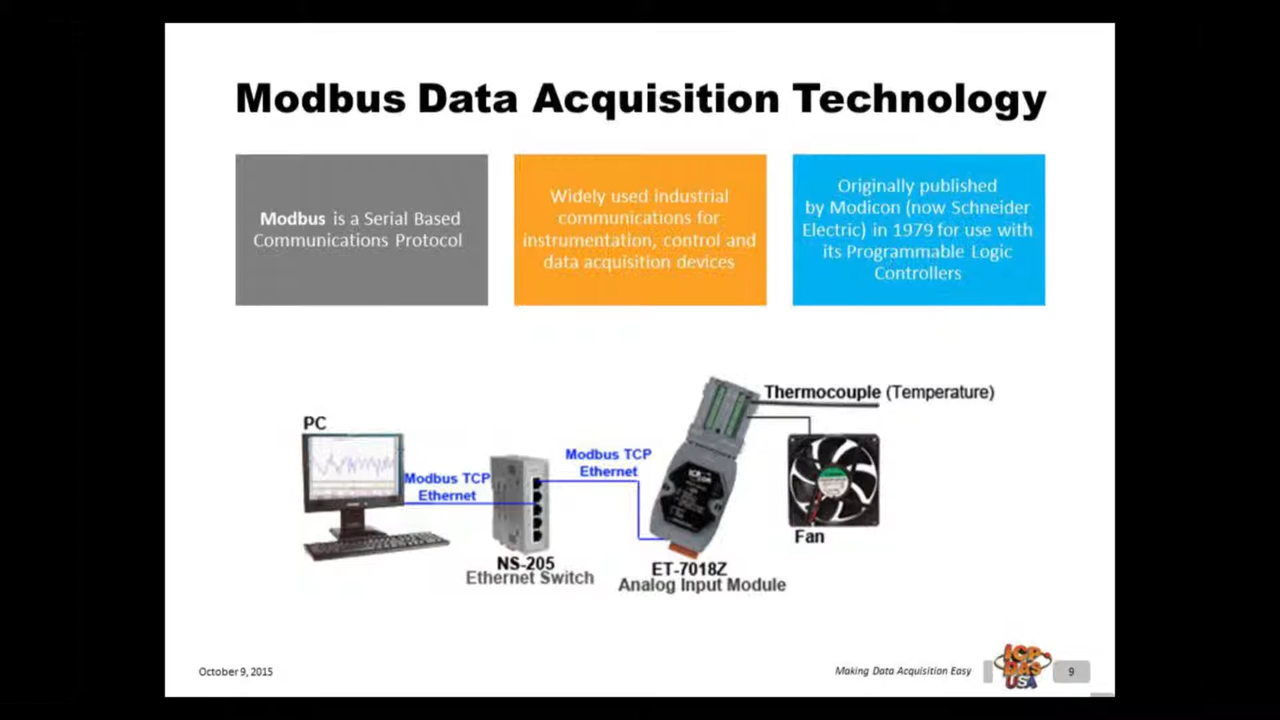 Modbus Data Acquisition Technology
Modbus is a Serial Based
Communications Protocol
Widely used industrial
communications for
instrumentation, control and
data acquisition devices
Originally published
by Modicon (now Schneider
Electric) in 1979 for use with
its Programmable Logic
Controllers
PC
Modbus TCP
Ethernet
NS-205
Ethernet Switch
Modbus TCP
Ethernet
ET-7018Z
Analog Input Module
Thermocouple (Temperature)
Fan
October 9, 2015
Making Data Acquisition Easy
ICP
DAS
USA
9